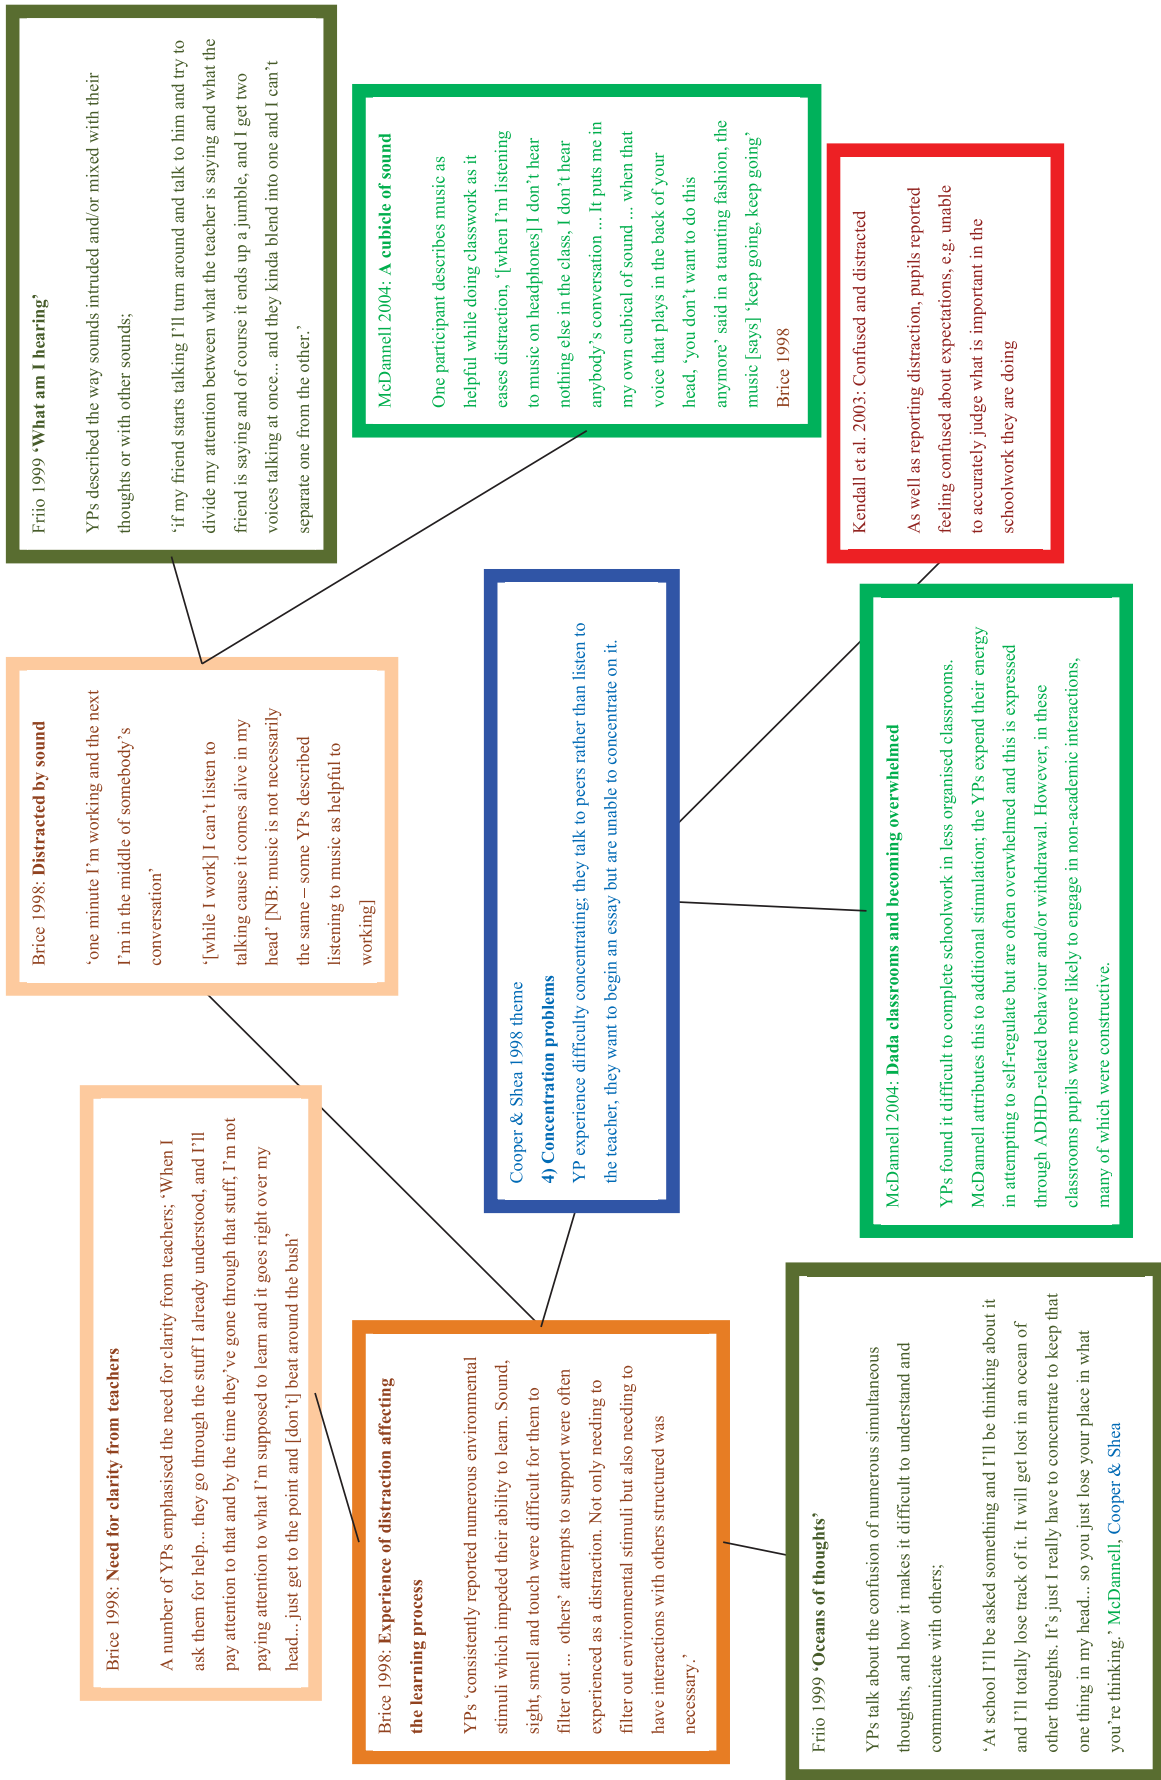 Brice 1998: Need for clarity from teachers
A number of YPs emphasised the need for clarity from teachers; ‘When I
ask them for help... they go through the stuff I already understood, and I’ll
pay attention to that and by the time they’ve gone through that stuff, I’m not
paying attention to what I’m supposed to learn and it goes right over my
head... just get to the point and [don’t] beat around the bush’
Brice 1998: Distracted by sound
‘one minute I’m working and the next
I’m in the middle of somebody’s
conversation’
‘[while I work] I can’t listen to
talking cause it comes alive in my
head’ [NB: music is not necessarily
the same – some YPs described
listening to music as helpful to
working]
Friio 1999 ‘What am I hearing’
YPs described the way sounds intruded and/or mixed with their
thoughts or with other sounds;
‘if my friend starts talking I’ll turn around and talk to him and try to
divide my attention between what the teacher is saying and what the
friend is saying and of course it ends up a jumble, and I get two
voices talking at once... and they kinda blend into one and I can’t
separate one from the other.’
Brice 1998: Experience of distraction affecting
the learning process
YPs ‘consistently reported numerous environmental
stimuli which impeded their ability to learn. Sound,
sight, smell and touch were difficult for them to
filter out ... others’ attempts to support were often
experienced as a distraction. Not only needing to
filter out environmental stimuli but also needing to
have interactions with others structured was
necessary.’
Cooper & Shea 1998 theme
4) Concentration problems
YP experience difficulty concentrating; they talk to peers rather than listen to
the teacher, they want to begin an essay but are unable to concentrate on it.
McDannell 2004: A cubicle of sound
One participant describes music as
helpful while doing classwork as it
eases distraction, ‘[when I’m listening
to music on headphones] I don’t hear
nothing else in the class, I don’t hear
anybody’s conversation ... It puts me in
my own cubical of sound ... when that
voice that plays in the back of your
head, ‘you don’t want to do this
anymore’ said in a taunting fashion, the
music [says] ‘keep going, keep going’
Brice 1998
Friio 1999 ‘Oceans of thoughts’
YPs talk about the confusion of numerous simultaneous
thoughts, and how it makes it difficult to understand and
communicate with others;
‘At school I’ll be asked something and I’ll be thinking about it
and I’ll totally lose track of it. It will get lost in an ocean of
other thoughts. It’s just I really have to concentrate to keep that
one thing in my head... so you just lose your place in what
you’re thinking.’ McDannell, Cooper & Shea
McDannell 2004: Dada classrooms and becoming overwhelmed
YPs found it difficult to complete schoolwork in less organised classrooms.
McDannell attributes this to additional stimulation; the YPs expend their energy
in attempting to self-regulate but are often overwhelmed and this is expressed
through ADHD-related behaviour and/or withdrawal. However, in these
classrooms pupils were more likely to engage in non-academic interactions,
many of which were constructive.
Kendall et al. 2003: Confused and distracted
As well as reporting distraction, pupils reported
feeling confused about expectations, e.g. unable
to accurately judge what is important in the
schoolwork they are doing